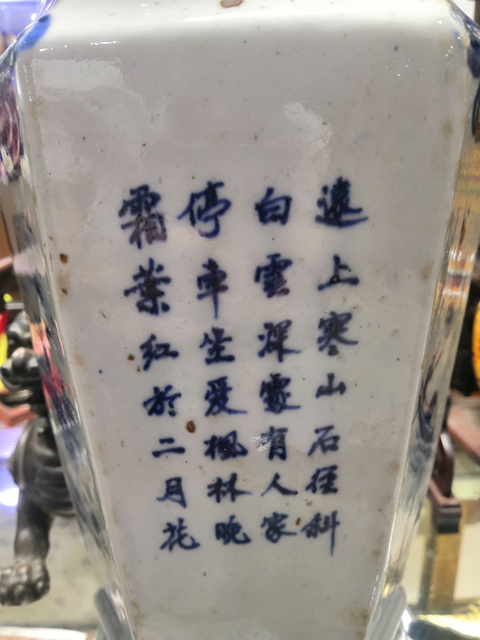 遠上寒山石径斜
白雲深處有人家
停車坐爱楓林晚
霜葉紅於二月花